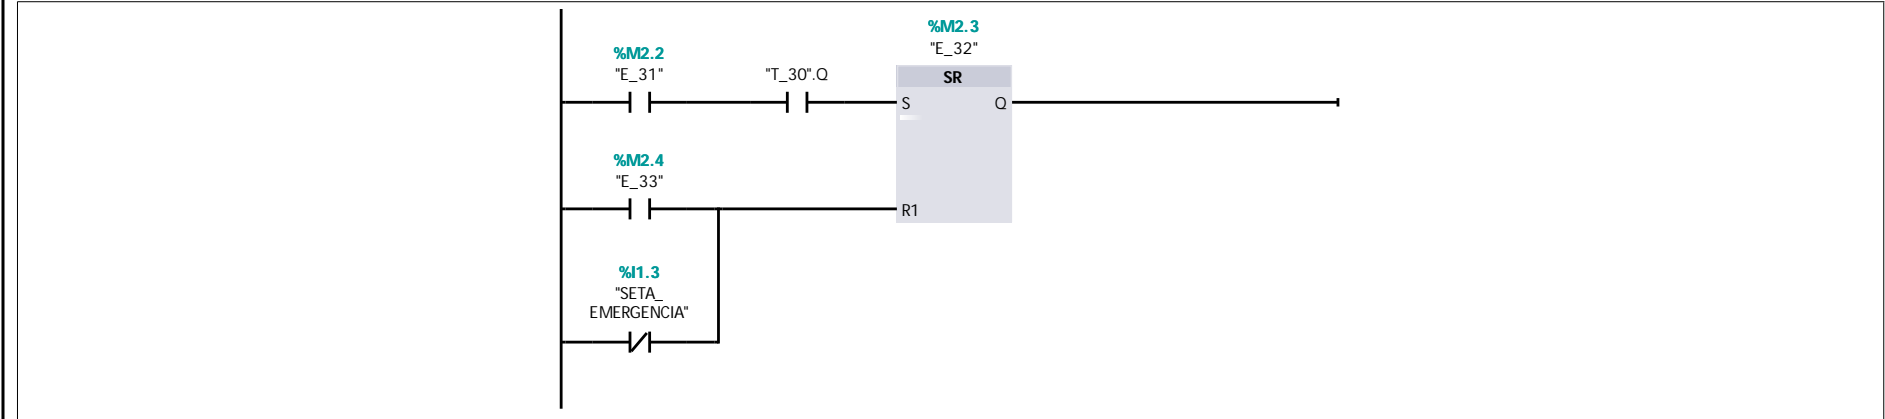 %M2.3
"E_32"
%M2.2
"E_31"
"T_30".Q
SR
S
Q
%M2.4
"E_33"
R1
%I1.3
"SETA_
EMERGENCIA"